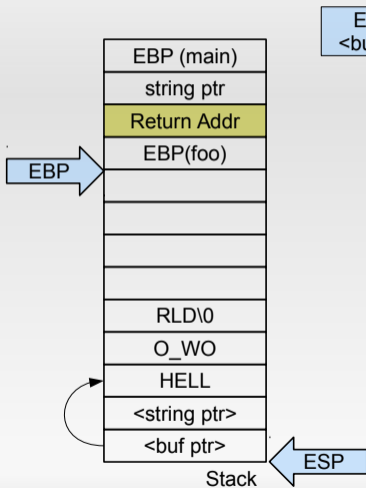 EBP (main)
string ptr
Return Addr
EBP(foo)
EBP
RLD\0
O_WO
HELL
<string ptr>
<buf ptr>
ESP
Stack